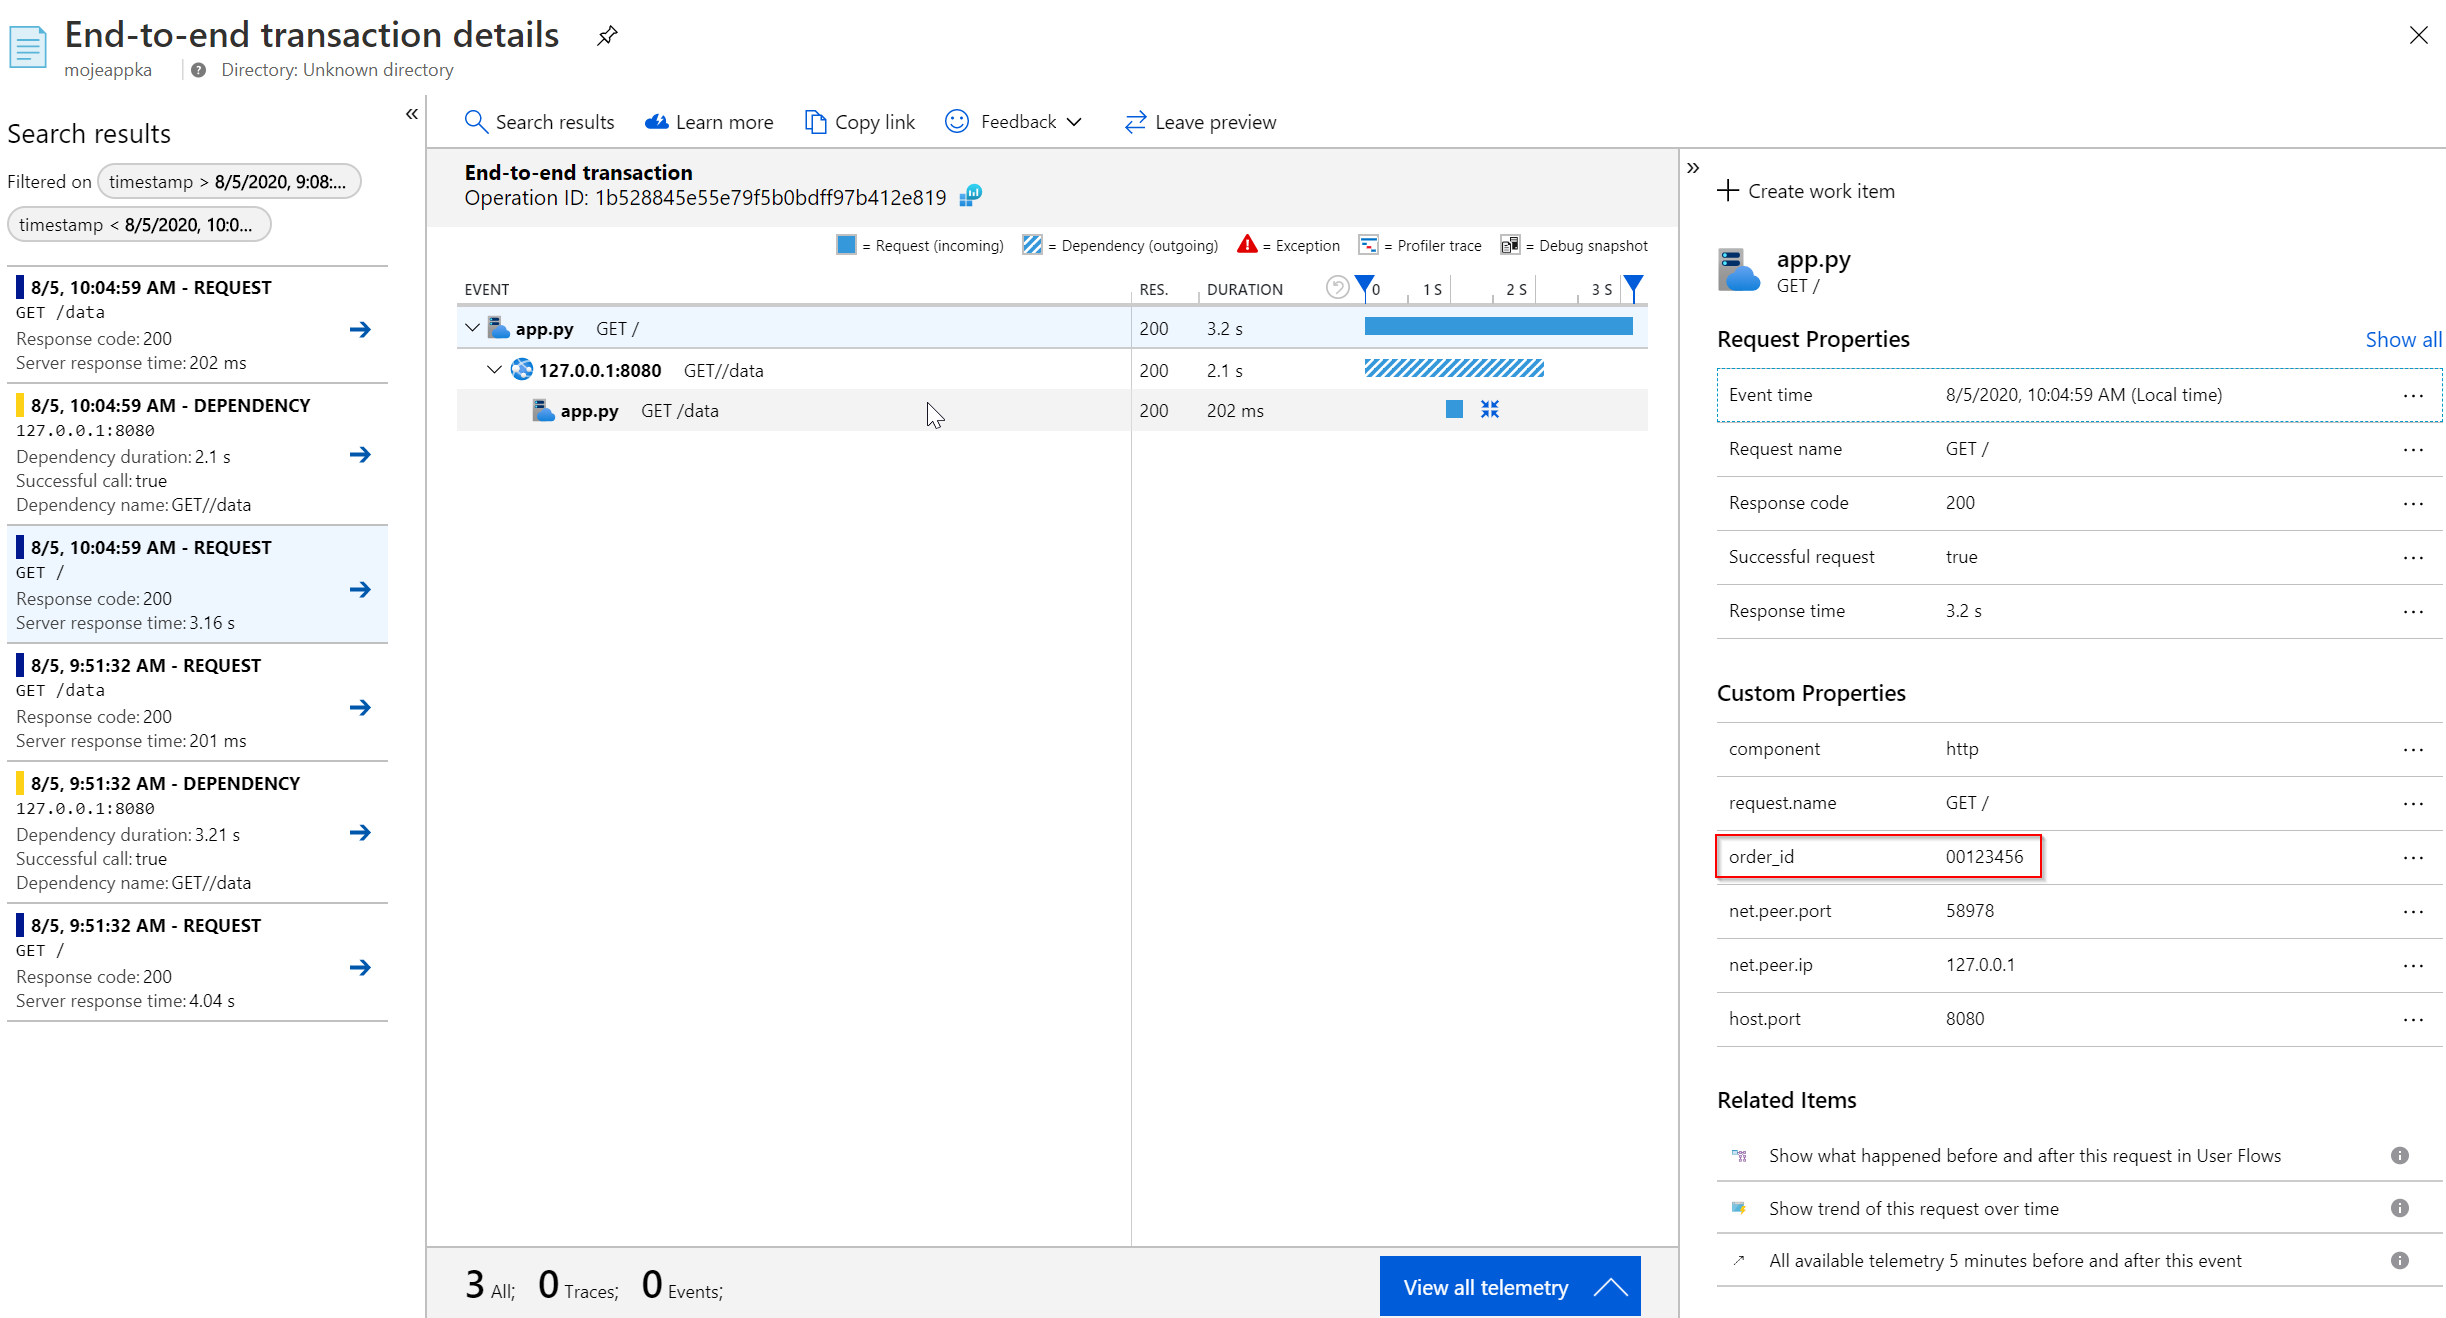 End-to-end transaction details
mojeappka
Directory: Unknown directory
Search results
Filtered on timestamp > 8/5/2020, 9:08:...
timestamp < 8/5/2020, 10:0...
8/5, 10:04:59 AM - REQUEST
GET /data
Response code: 200
Server response time: 202 ms
8/5, 10:04:59 AM - DEPENDENCY
127.0.0.1:8080
Dependency duration: 2.1 s
Successful call: true
Dependency name: GET//data
8/5, 10:04:59 AM - REQUEST
GET /
Response code: 200
Server response time: 3.16 s
8/5, 9:51:32 AM - REQUEST
GET /data
Response code: 200
Server response time: 201 ms
8/5, 9:51:32 AM - DEPENDENCY
127.0.0.1:8080
Dependency duration: 3.21 s
Successful call: true
Dependency name: GET//data
8/5, 9:51:32 AM - REQUEST
GET /
Response code: 200
Server response time: 4.04 s
Search results Learn more Copy link Feedback Leave preview
End-to-end transaction
Operation ID: 1b528845e55e79f5b0bdff97b412e819
= Request (incoming) = Dependency (outgoing) = Exception = Profiler trace = Debug snapshot
EVENT RES. DURATION 0 1 S 2 S 3 S
app.py GET / 200 3.2 s
127.0.0.1:8080 GET//data 200 2.1 s
app.py GET /data 200 202 ms
3 All; 0 Traces; 0 Events;
View all telemetry
Create work item
app.py
GET /
Request Properties Show all
Event time 8/5/2020, 10:04:59 AM (Local time) ...
Request name GET / ...
Response code 200 ...
Successful request true ...
Response time 3.2 s ...
Custom Properties
component http ...
request.name GET / ...
order_id 00123456 ...
net.peer.port 58978 ...
net.peer.ip 127.0.0.1 ...
host.port 8080 ...
Related Items
Show what happened before and after this request in User Flows
Show trend of this request over time
All available telemetry 5 minutes before and after this event